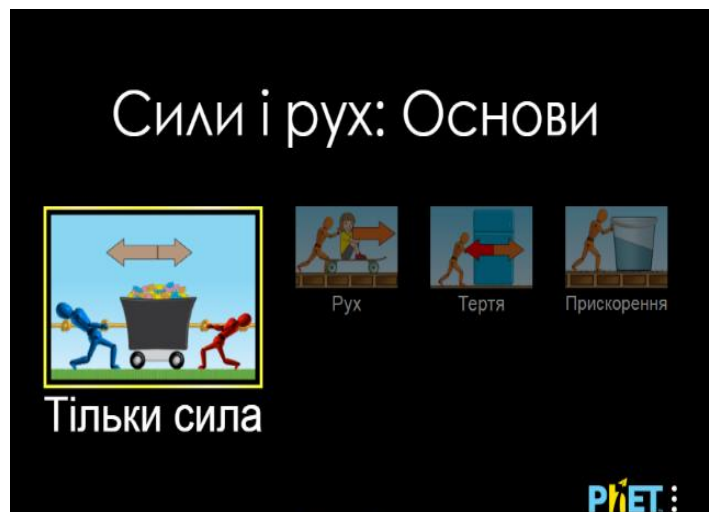 Сили і рух: Основи
Рух
Тертя
Прискорення
Тільки сила
PhET